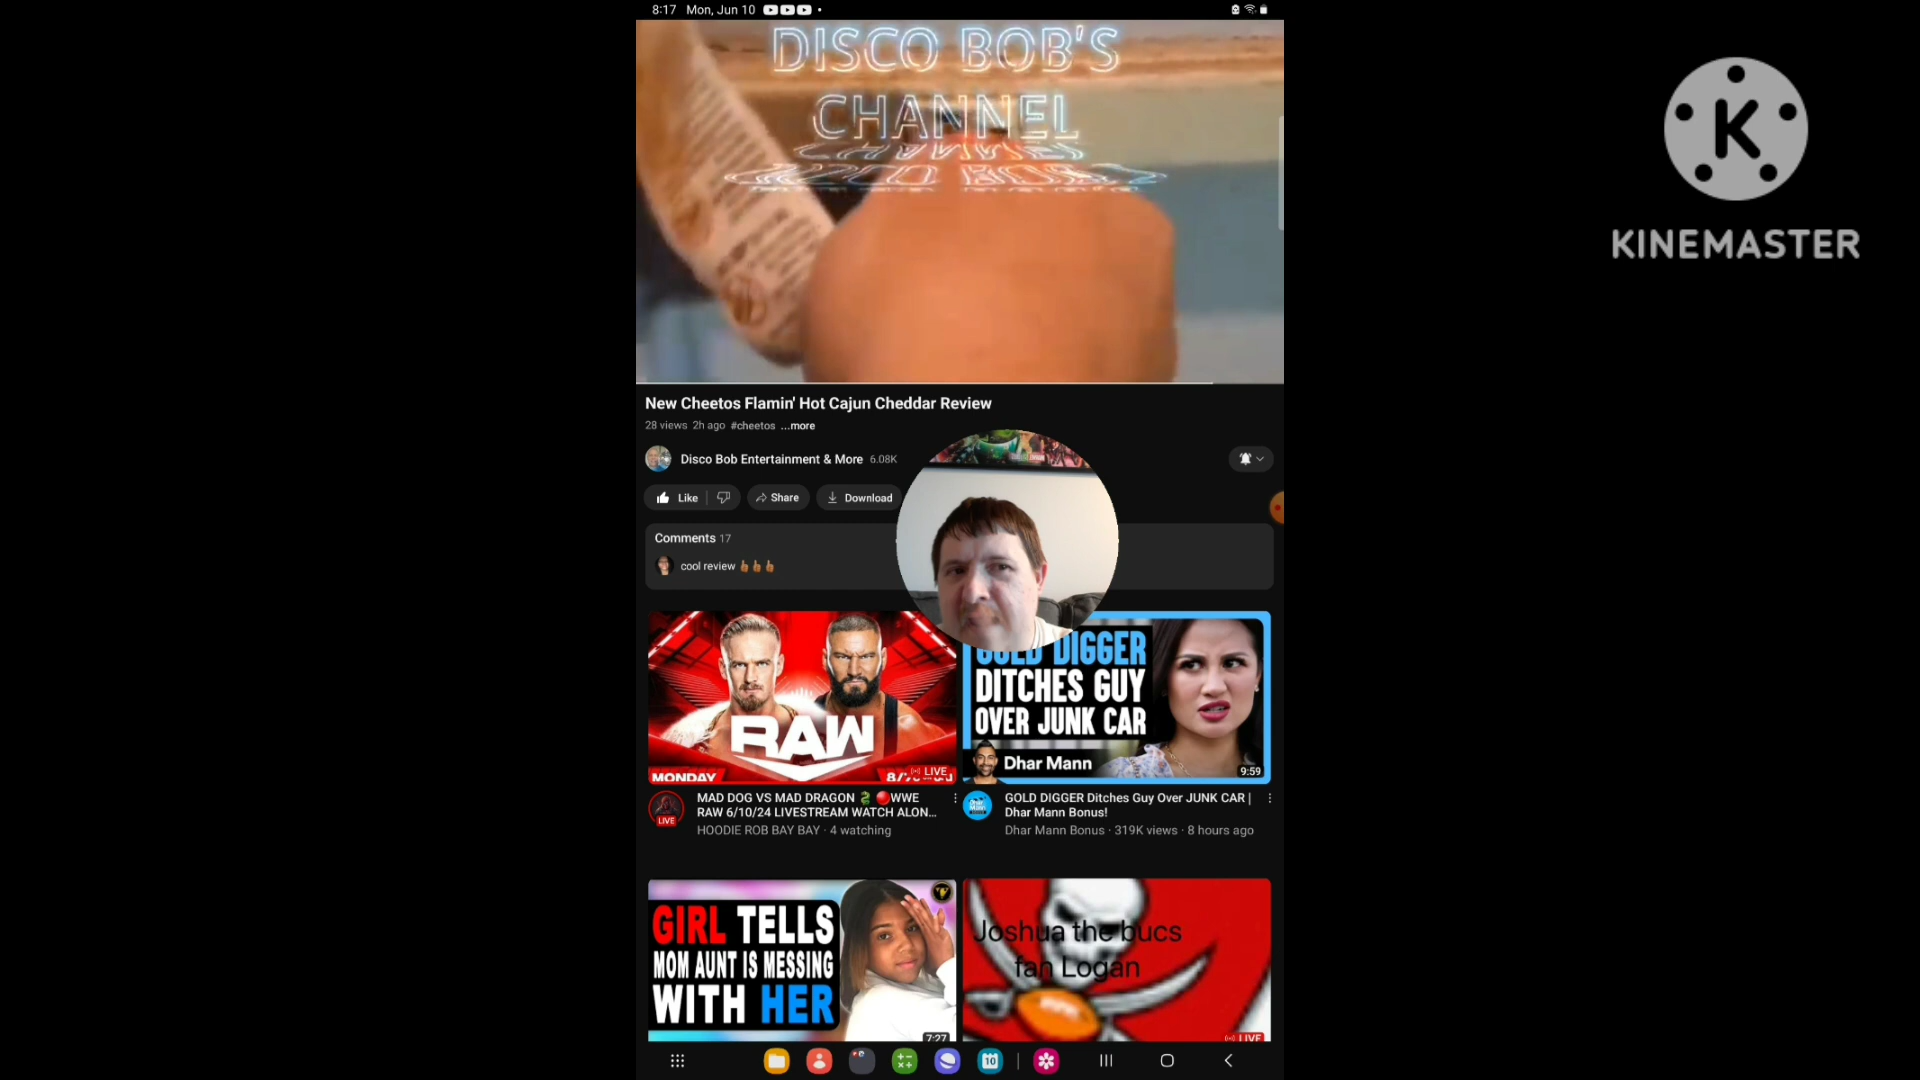 8:17 Mon, Jun 10
DISCO BOB'S
CHANNEL
KINEMASTER
New Cheetos Flamin' Hot Cajun Cheddar Review
28 views 2h ago #cheetos ...more
Disco Bob Entertainment & More 6.08K
Like
Share
Download
Comments 17
cool review
RAW
MONDAY
LIVE
GOLD DIGGER
DITCHES GUY
OVER JUNK CAR
Dhar Mann
9:59
LIVE
MAD DOG VS MAD DRAGON 🐉 🔴WWE
RAW 6/10/24 LIVESTREAM WATCH ALON...
HOODIE ROB BAY BAY · 4 watching
GOLD DIGGER Ditches Guy Over JUNK CAR |
Dhar Mann Bonus!
Dhar Mann Bonus · 319K views · 8 hours ago
GIRL TELLS
MOM AUNT IS MESSING
WITH HER
7:27
Joshua the bucs
fan Logan
LIVE
10